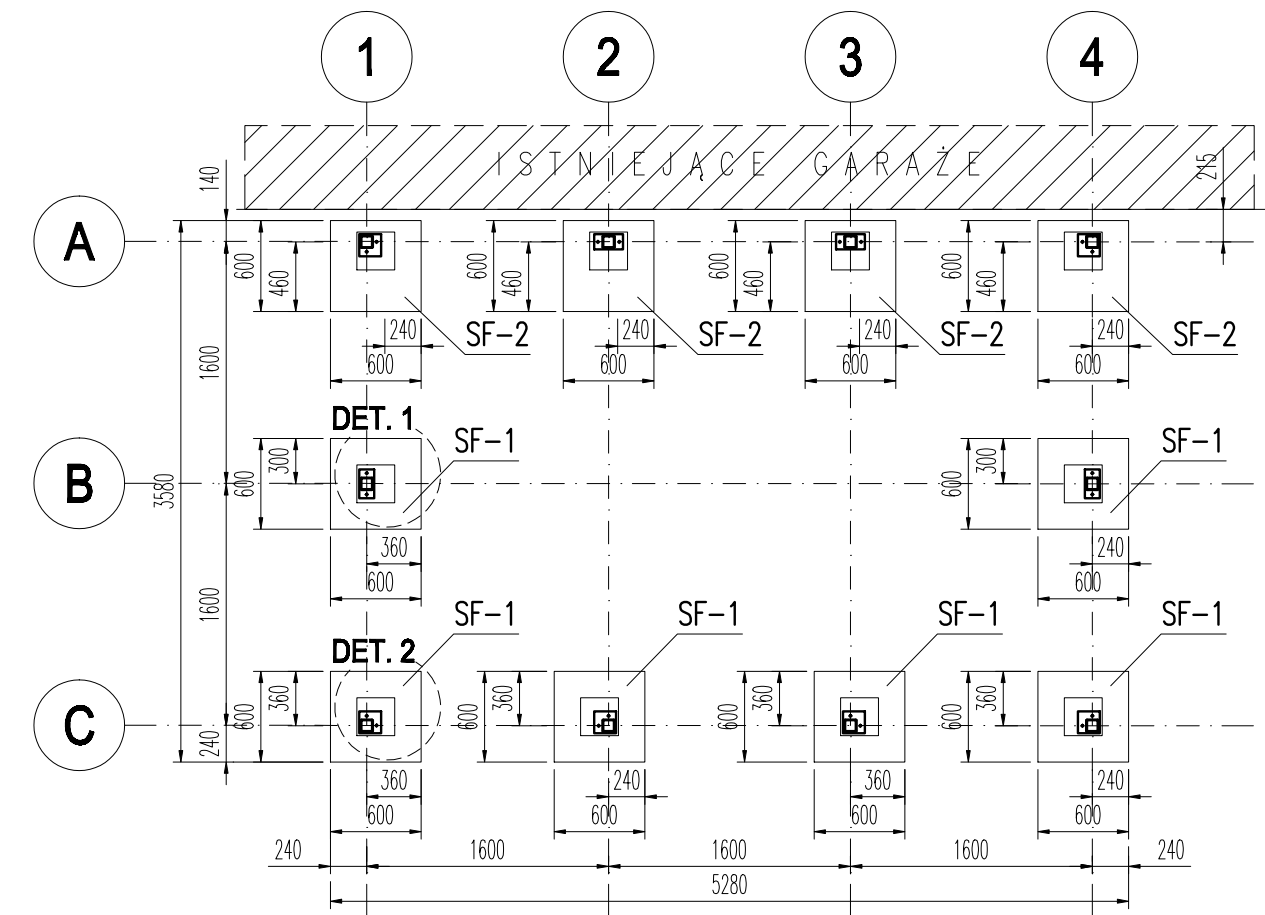 1 2 3 4
ISTNIEJĄCE GARAŻE
140
215
A
600 460
600 460
600 460
600 460
SF-2 SF-2 SF-2 SF-2
240 240 240 240
600 600 600 600
1600
DET. 1
SF-1 SF-1
B
3580
300 600
300 600
360 240
600 600
1600
SF-1 SF-1 SF-1 SF-1
DET. 2
C
240
600 360
600 360
600 360
600 360
360 240 360 240
600 600 600 600
240 1600 1600 1600 240
5280